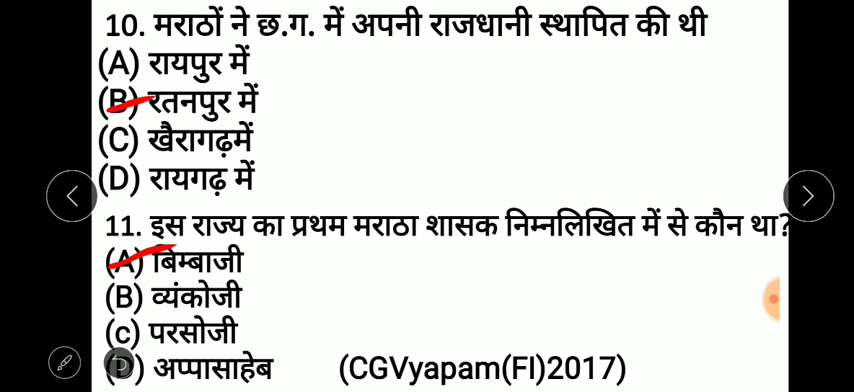 10. मराठों ने छ.ग. में अपनी राजधानी स्थापित की थी
(A) रायपुर में
(B) रतनपुर में
(C) खैरागढ़में
(D) रायगढ़ में
11. इस राज्य का प्रथम मराठा शासक निम्नलिखित में से कौन था?
(A) बिम्बाजी
(B) व्यंकोजी
(c) परसोजी
(D) अप्पासाहेब (CGVyapam(FI)2017)